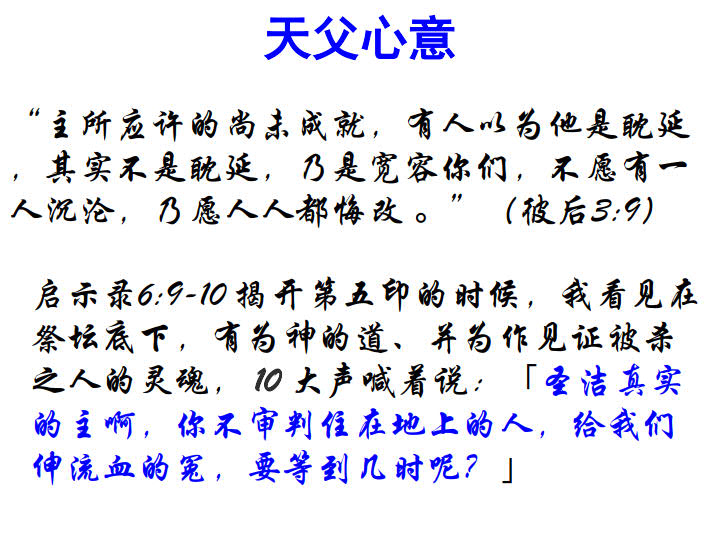 天父心意
“主所应许的尚未成就，有人以为他是耽延
，其实不是耽延，乃是宽容你们，不愿有一
人沉沦，乃愿人人都悔改。”（彼后3:9）
启示录6:9-10 揭开第五印的时候，我看见在
祭坛底下，有为神的道、并为作见证被杀
之人的灵魂，10 大声喊着说：「圣洁真实
的主啊，你不审判住在地上的人，给我们
伸流血的冤，要等到几时呢？」